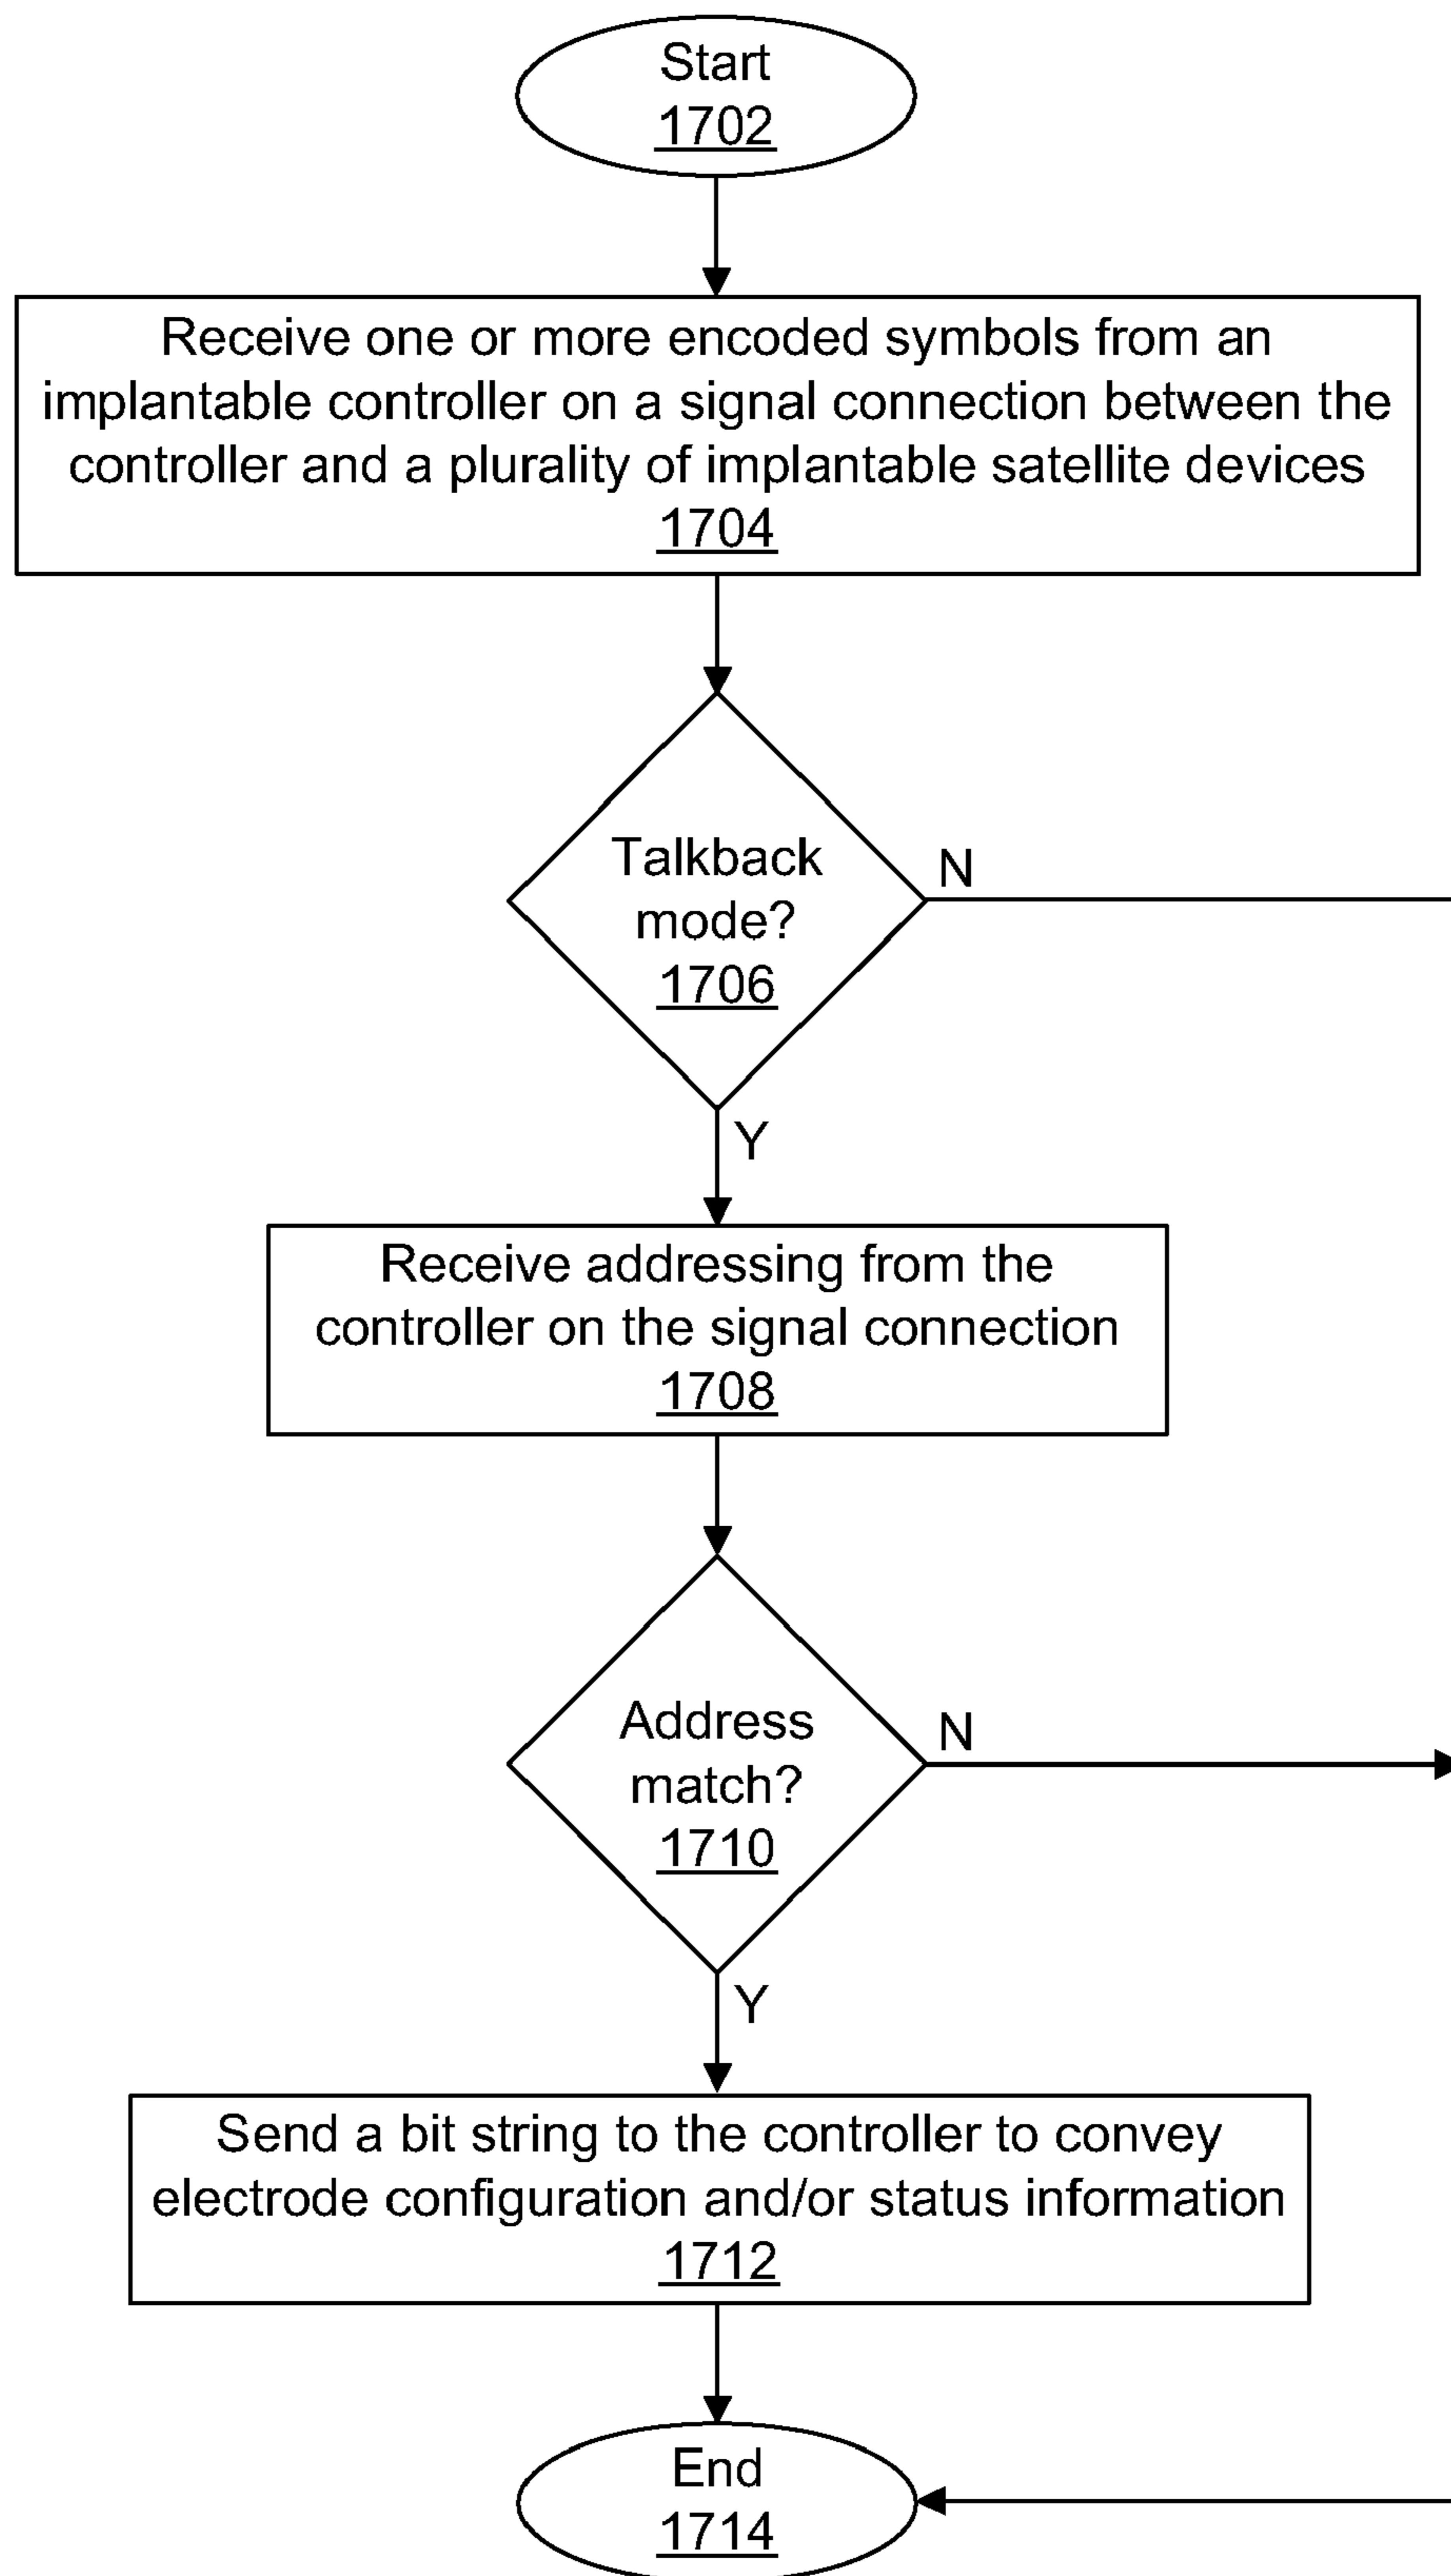 Start
1702
Receive one or more encoded symbols from an
implantable controller on a signal connection between the
controller and a plurality of implantable satellite devices
1704
Talkback
mode?
1706
N
Y
Receive addressing from the
controller on the signal connection
1708
Address
match?
1710
N
Y
Send a bit string to the controller to convey
electrode configuration and/or status information
1712
End
1714